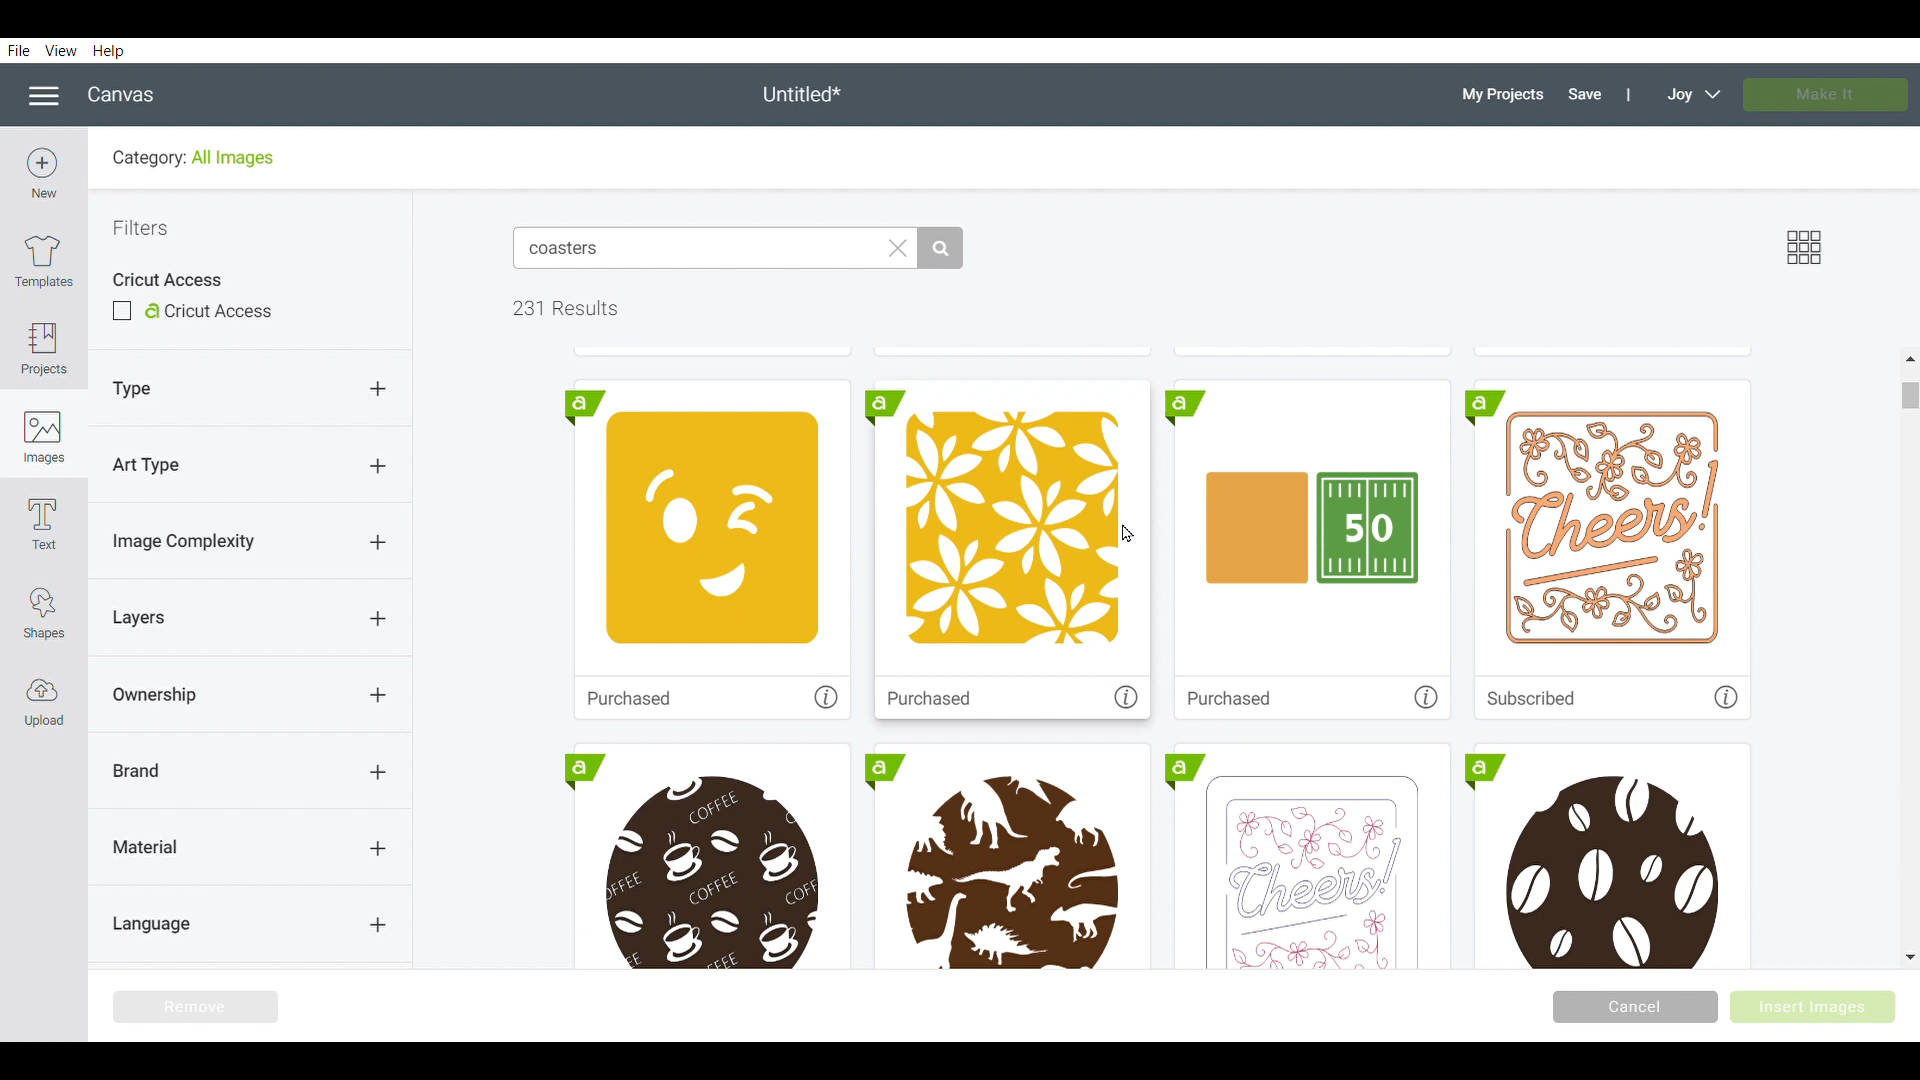 File View Help
Canvas
Untitled*
My Projects Save | Joy
Make It
New
Templates
Projects
Images
Text
Shapes
Upload
Category: All Images
Filters
Cricut Access
a Cricut Access
Type +
Art Type +
Image Complexity +
Layers +
Ownership +
Brand +
Material +
Language +
coasters
231 Results
a a a a
50
Cheers!
Purchased i
Purchased i
Purchased i
Subscribed i
a a a a
COFFEE
COFFEE
COFFEE
Cheers!
Remove
Cancel
Insert Images